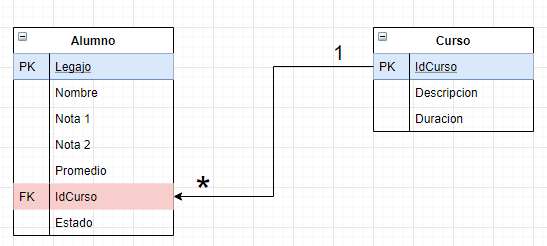 Alumno
PK Legajo
Nombre
Nota 1
Nota 2
Promedio
FK IdCurso
Estado
1
*
Curso
PK IdCurso
Descripcion
Duracion